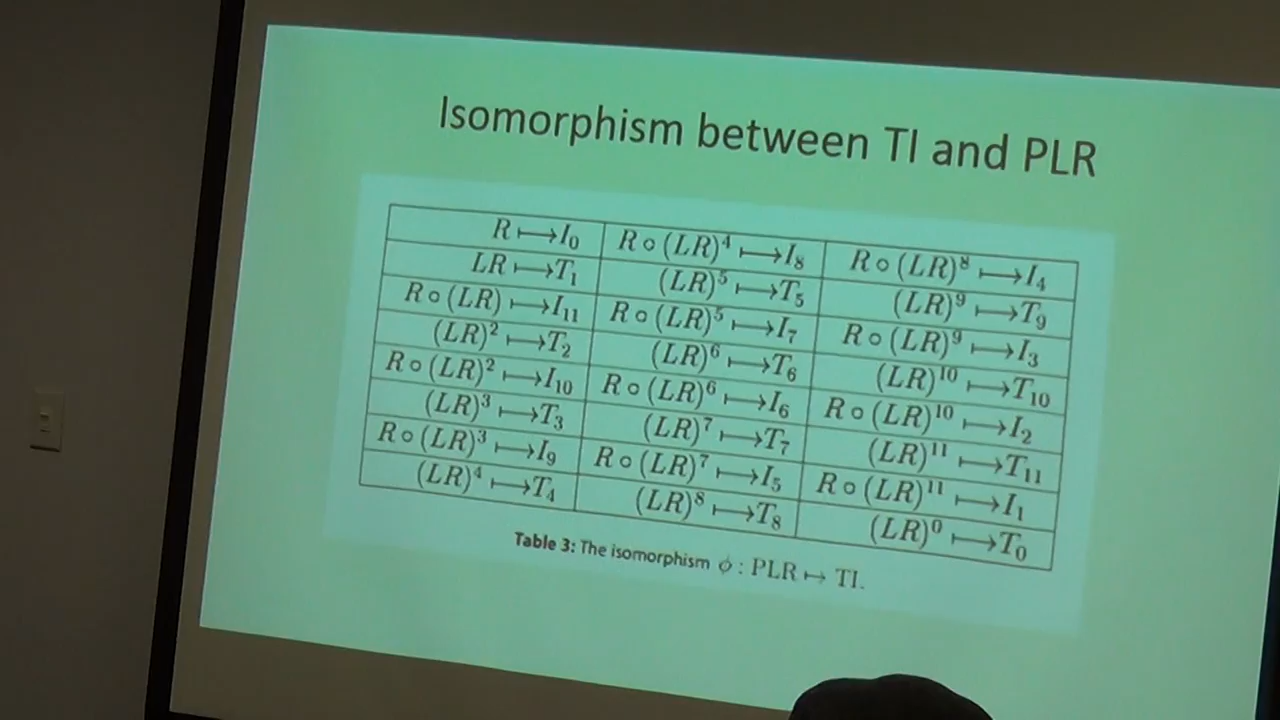 Isomorphism between TI and PLR
R ⟼ I₀ R ∘ (LR)⁴ ⟼ I₈ R ∘ (LR)⁸ ⟼ I₄
LR ⟼ T₁ (LR)⁵ ⟼ T₅ (LR)⁹ ⟼ T₉
R ∘ (LR) ⟼ I₁₁ R ∘ (LR)⁵ ⟼ I₇ R ∘ (LR)⁹ ⟼ I₃
(LR)² ⟼ T₂ (LR)⁶ ⟼ T₆ (LR)¹⁰ ⟼ T₁₀
R ∘ (LR)² ⟼ I₁₀ R ∘ (LR)⁶ ⟼ I₆ R ∘ (LR)¹⁰ ⟼ I₂
(LR)³ ⟼ T₃ (LR)⁷ ⟼ T₇ (LR)¹¹ ⟼ T₁₁
R ∘ (LR)³ ⟼ I₉ R ∘ (LR)⁷ ⟼ I₅ R ∘ (LR)¹¹ ⟼ I₁
(LR)⁴ ⟼ T₄ (LR)⁸ ⟼ T₈ (LR)⁰ ⟼ T₀
Table 3: The isomorphism ϕ : PLR ↦ TI.